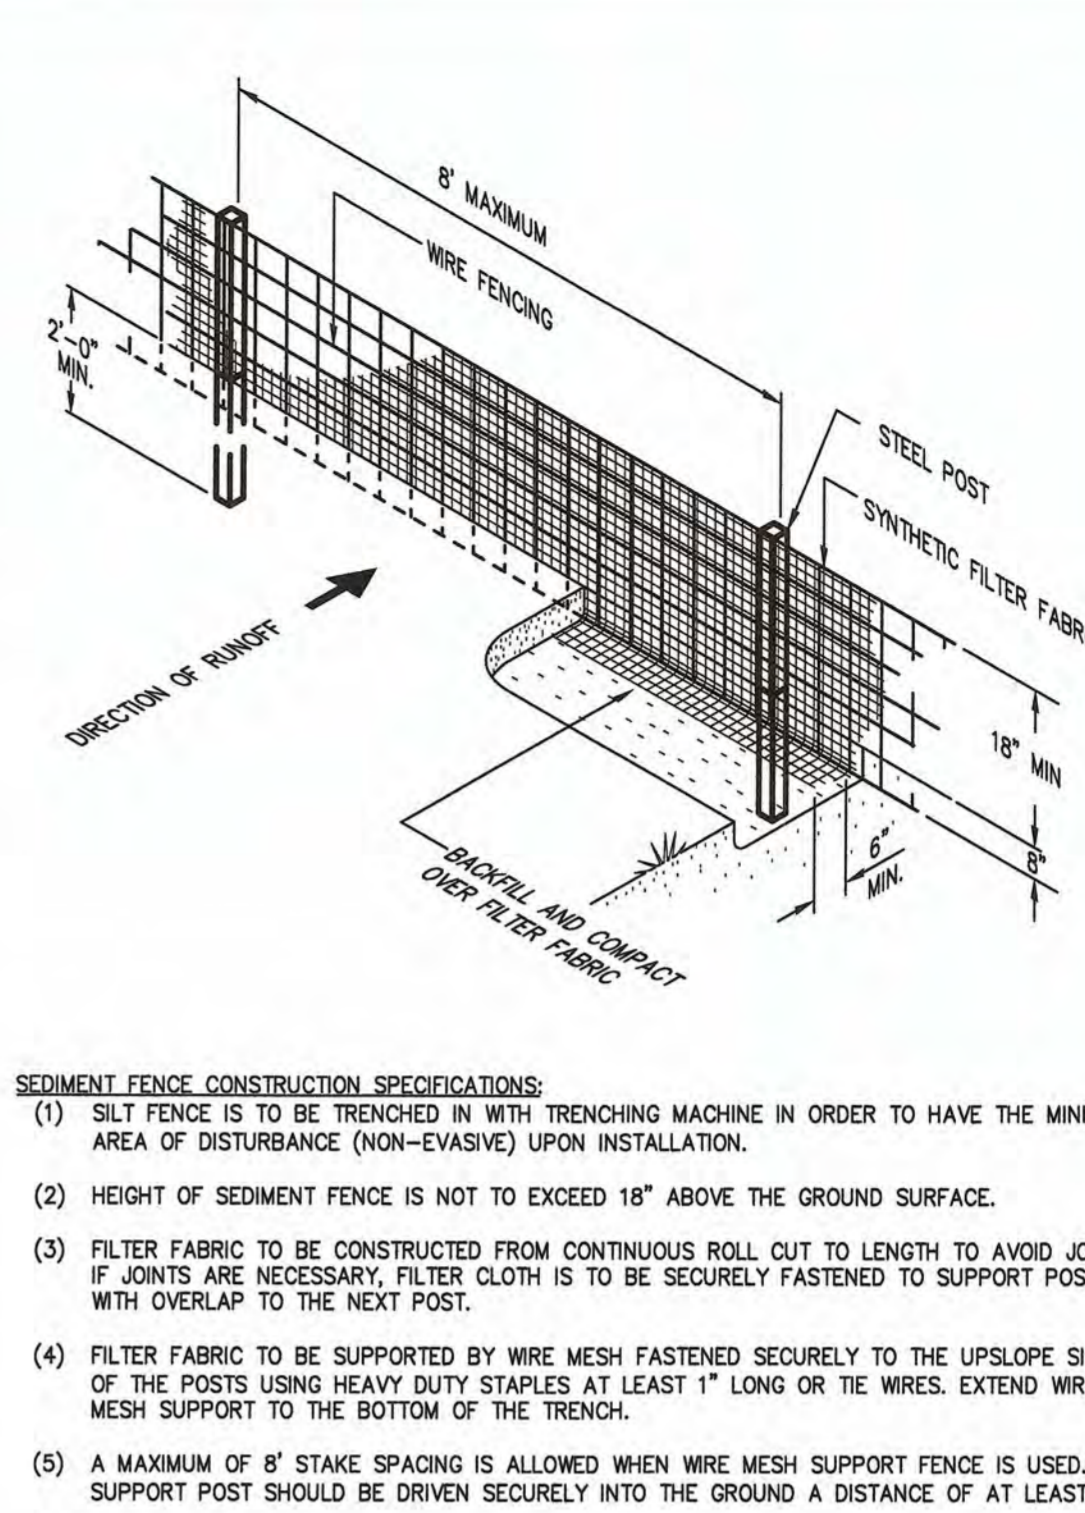 8' MAXIMUM
WIRE FENCING
2'-0"
MIN.
STEEL POST
SYNTHETIC FILTER
DIRECTION OF RUNOFF
18" MIN
8"
6"
MIN.
BACKFILL AND COMPACT
OVER FILTER FABRIC
SEDIMENT FENCE CONSTRUCTION SPECIFICATIONS:
(1) SILT FENCE IS TO BE TRENCHED IN WITH TRENCHING MACHINE IN ORDER TO HAVE THE
AREA OF DISTURBANCE (NON-EVASIVE) UPON INSTALLATION.
(2) HEIGHT OF SEDIMENT FENCE IS NOT TO EXCEED 18" ABOVE THE GROUND SURFACE.
(3) FILTER FABRIC TO BE CONSTRUCTED FROM CONTINUOUS ROLL CUT TO LENGTH TO AVOID
IF JOINTS ARE NECESSARY, FILTER CLOTH IS TO BE SECURELY FASTENED TO SUPPORT
WITH OVERLAP TO THE NEXT POST.
(4) FILTER FABRIC TO BE SUPPORTED BY WIRE MESH FASTENED SECURELY TO THE UPSLOPE
OF THE POSTS USING HEAVY DUTY STAPLES AT LEAST 1" LONG OR TIE WIRES. EXTEND
MESH SUPPORT TO THE BOTTOM OF THE TRENCH.
(5) A MAXIMUM OF 8' STAKE SPACING IS ALLOWED WHEN WIRE MESH SUPPORT FENCE IS USED.
SUPPORT POST SHOULD BE DRIVEN SECURELY INTO THE GROUND A DISTANCE OF AT LEAST